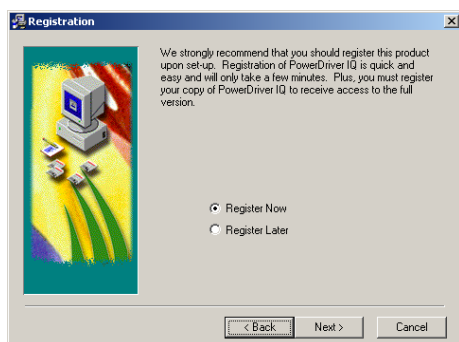 Registration
We strongly recommend that you should register this product
upon set-up. Registration of PowerDriver IQ is quick and
easy and will only take a few minutes. Plus, you must register
your copy of PowerDriver IQ to receive access to the full
version.
Register Now
Register Later
< Back
Next >
Cancel